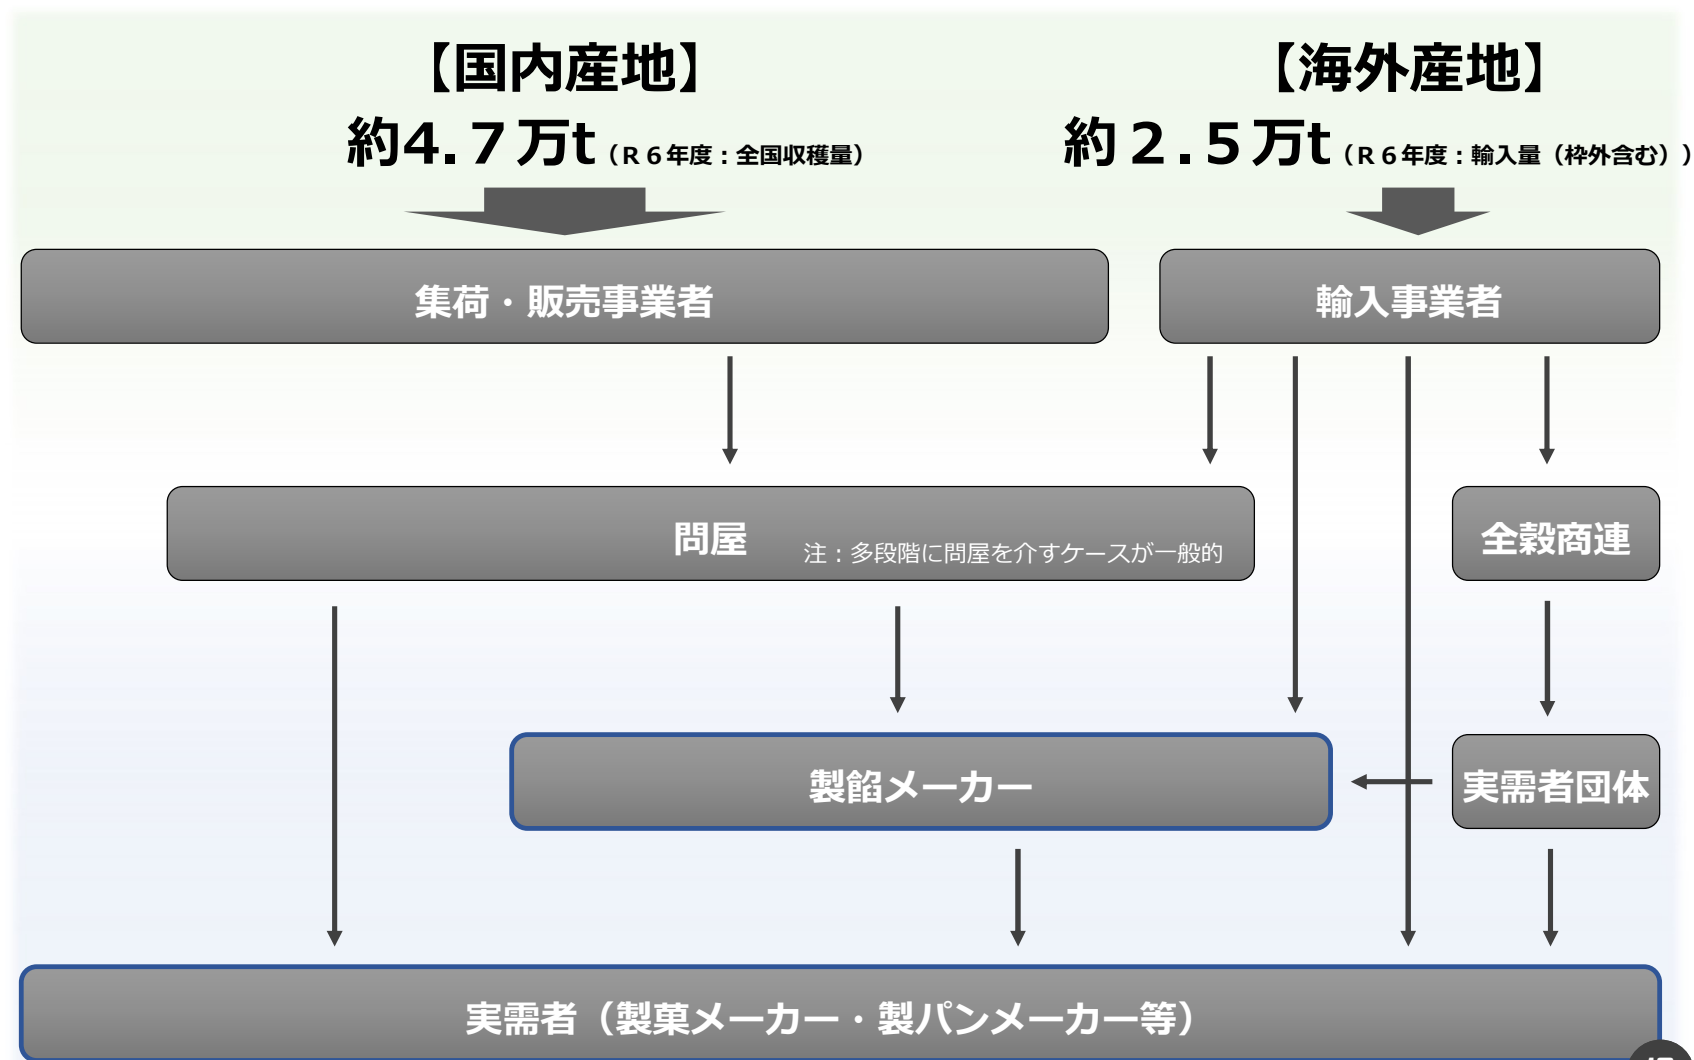 【国内産地】
約4.7万t（R6年度：全国収穫量）
【海外産地】
約2.5万t（R6年度：輸入量（枠外含む））
集荷・販売事業者
輸入事業者
問屋
注：多段階に問屋を介すケースが一般的
全穀商連
製餡メーカー
実需者団体
実需者（製菓メーカー・製パンメーカー等）